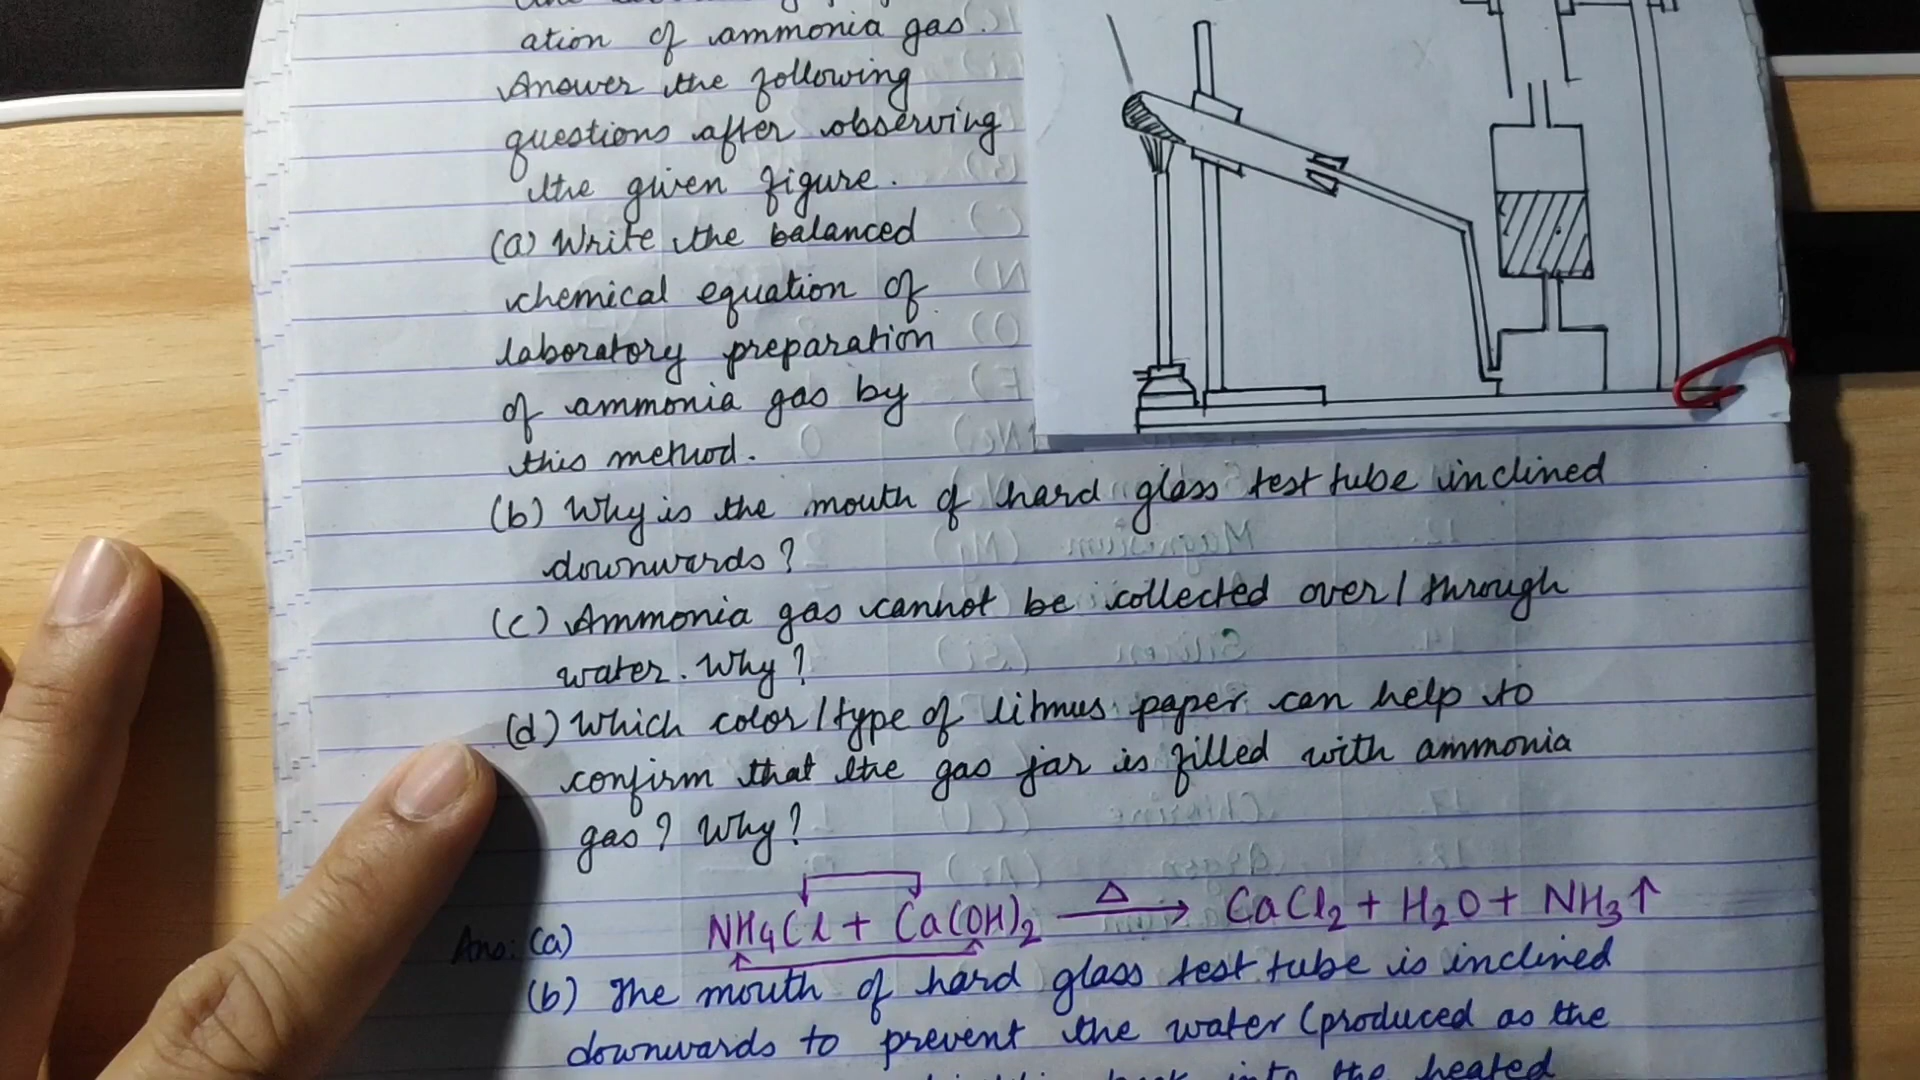 ation of ammonia gas.
Answer the following
questions after observing
the given figure.
(a) Write the balanced
chemical equation of
laboratory preparation
of ammonia gas by
this method.
(b) Why is the mouth of hard glass test tube inclined
downwards?
(c) Ammonia gas cannot be collected over / through
water. Why?
(d) Which color/type of litmus paper can help to
confirm that the gas jar is filled with ammonia
gas? Why?
Ans: (a) NH4Cl + Ca(OH)2 —Δ→ CaCl2 + H2O + NH3↑
(b) The mouth of hard glass test tube is inclined
downwards to prevent the water (produced as the
back into the heated